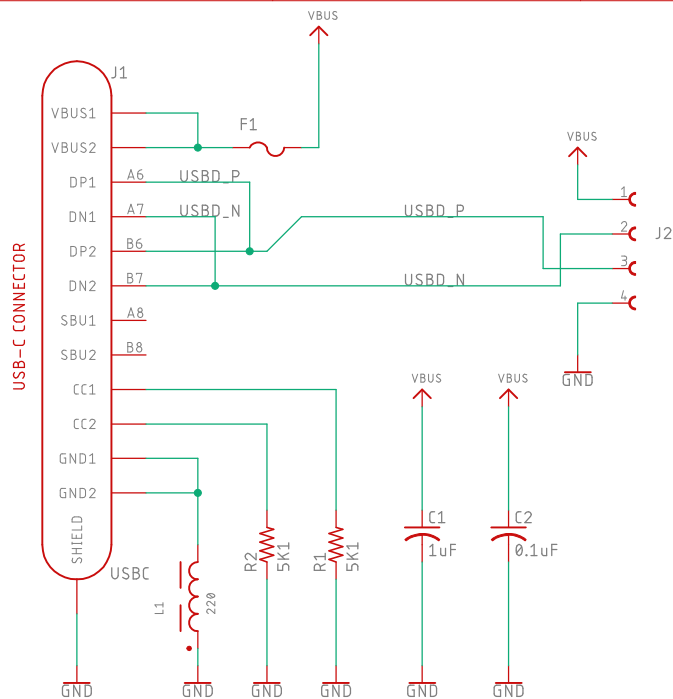 VBUS
J1
VBUS1
F1
VBUS2
VBUS
DP1
A6
USBD_P
1
DN1
A7
USBD_N
USBD_P
2
J2
DP2
B6
3
DN2
B7
USBD_N
4
SBU1
A8
SBU2
B8
USB-C CONNECTOR
GND
CC1
VBUS
VBUS
CC2
GND1
GND2
SHIELD
C1
1uF
C2
0.1uF
R2
5K1
R1
5K1
USBC
L1
220
GND
GND
GND
GND
GND
GND